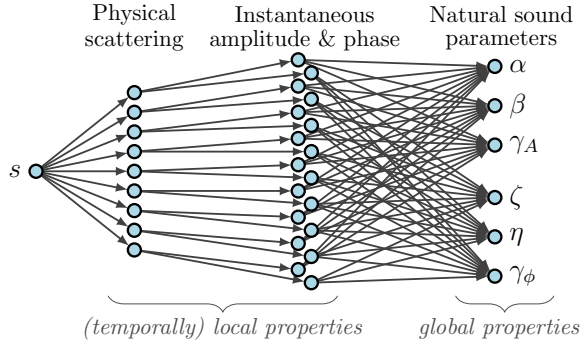 Physical
scattering
Instantaneous
amplitude & phase
Natural sound
parameters
s
α
β
γ_A
ζ
η
γ_ϕ
(temporally) local properties
global properties